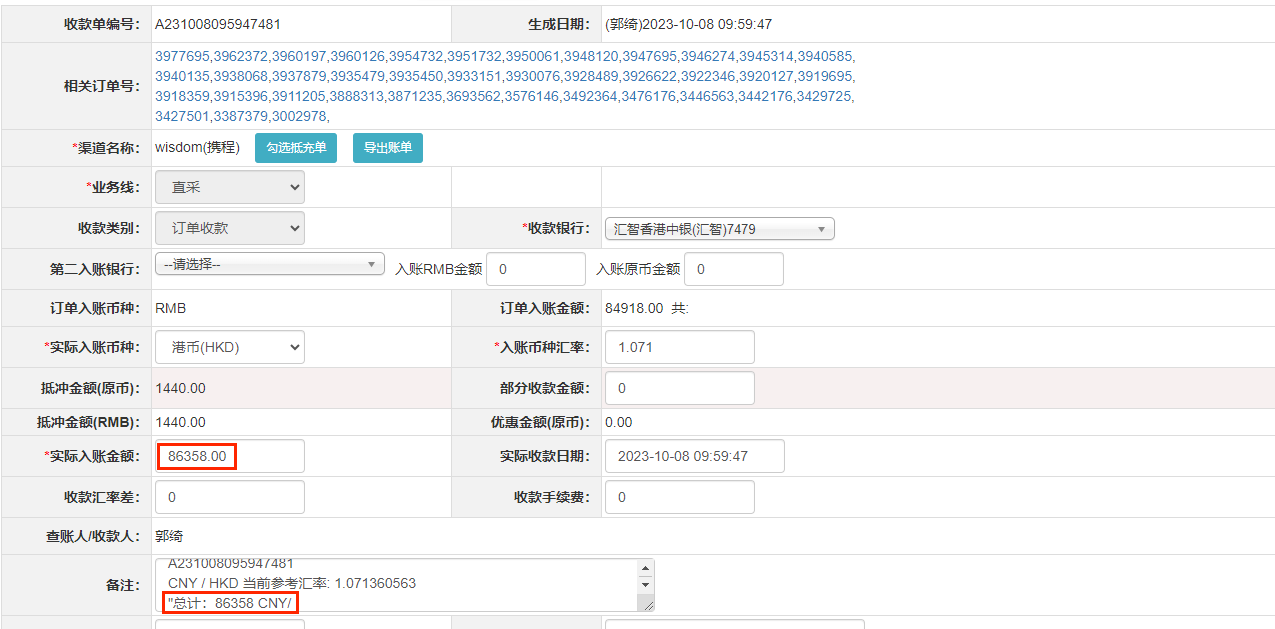 收款单编号: A231008095947481 生成日期: (郭绮)2023-10-08 09:59:47
相关订单号: 3977695,3962372,3960197,3960126,3954732,3951732,3950061,3948120,3947695,3946274,3945314,3940585,
3940135,3938068,3937879,3935479,3935450,3933151,3930076,3928489,3926622,3922346,3920127,3919695,
3918359,3915396,3911205,3888313,3871235,3693562,3576146,3492364,3476176,3446563,3442176,3429725,
3427501,3387379,3002978,
*渠道名称: wisdom(携程) 勾选抵充单 导出账单
*业务线: 直采
收款类别: 订单收款 *收款银行: 汇智香港中银(汇智)7479
第二入账银行: --请选择-- 入账RMB金额 0 入账原币金额 0
订单入账币种: RMB 订单入账金额: 84918.00 共:
*实际入账币种: 港币(HKD) *入账币种汇率: 1.071
抵冲金额(原币): 1440.00 部分收款金额: 0
抵冲金额(RMB): 1440.00 优惠金额(原币): 0.00
*实际入账金额: 86358.00 实际收款日期: 2023-10-08 09:59:47
收款汇率差: 0 收款手续费: 0
查账人/收款人: 郭绮
备注: A231008095947481
CNY / HKD 当前参考汇率: 1.071360563
"总计：86358 CNY/